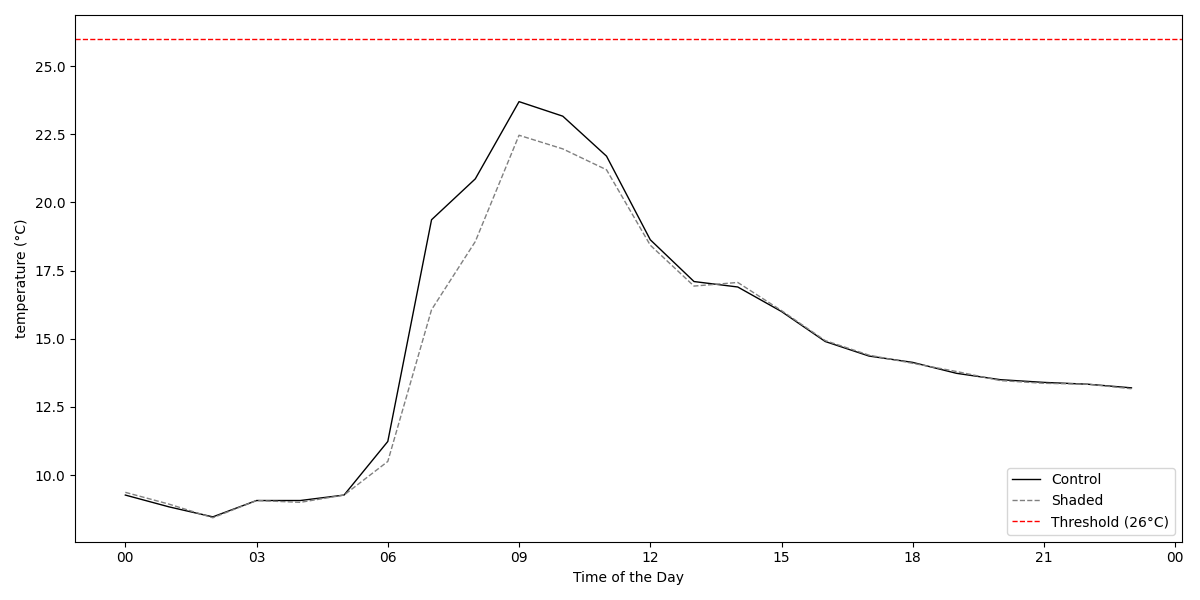 25.0
22.5
20.0
17.5
15.0
12.5
10.0
temperature (°C)
00 03 06 09 12 15 18 21 00
Time of the Day
Control
Shaded
Threshold (26°C)